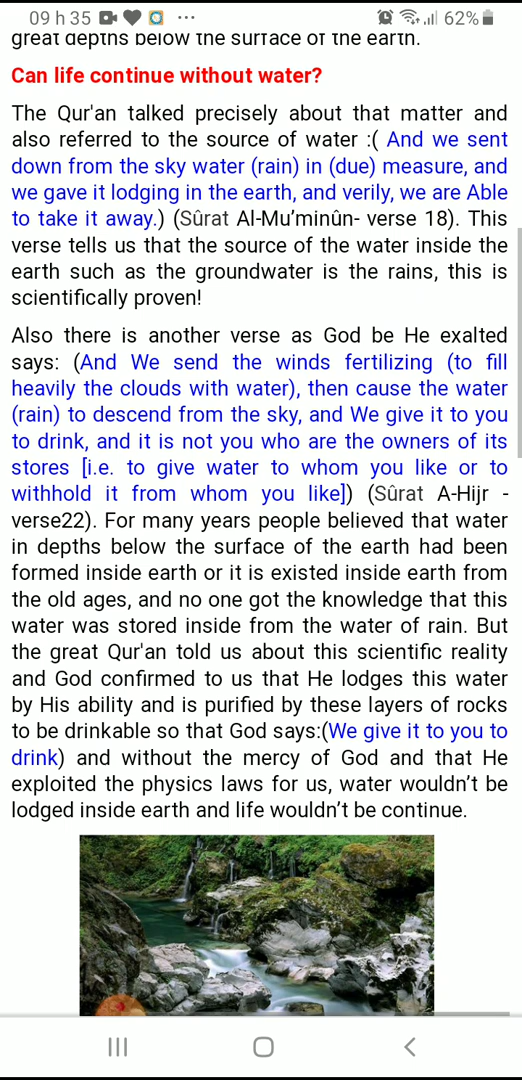 09 h 35 62%
great depths below the surface of the earth.
Can life continue without water?
The Qur'an talked precisely about that matter and
also referred to the source of water :( And we sent
down from the sky water (rain) in (due) measure, and
we gave it lodging in the earth, and verily, we are Able
to take it away.) (Sûrat Al-Mu’minûn- verse 18). This
verse tells us that the source of the water inside the
earth such as the groundwater is the rains, this is
scientifically proven!
Also there is another verse as God be He exalted
says: (And We send the winds fertilizing (to fill
heavily the clouds with water), then cause the water
(rain) to descend from the sky, and We give it to you
to drink, and it is not you who are the owners of its
stores [i.e. to give water to whom you like or to
withhold it from whom you like]) (Sûrat A-Hijr -
verse22). For many years people believed that water
in depths below the surface of the earth had been
formed inside earth or it is existed inside earth from
the old ages, and no one got the knowledge that this
water was stored inside from the water of rain. But
the great Qur'an told us about this scientific reality
and God confirmed to us that He lodges this water
by His ability and is purified by these layers of rocks
to be drinkable so that God says:(We give it to you to
drink) and without the mercy of God and that He
exploited the physics laws for us, water wouldn’t be
lodged inside earth and life wouldn’t be continue.